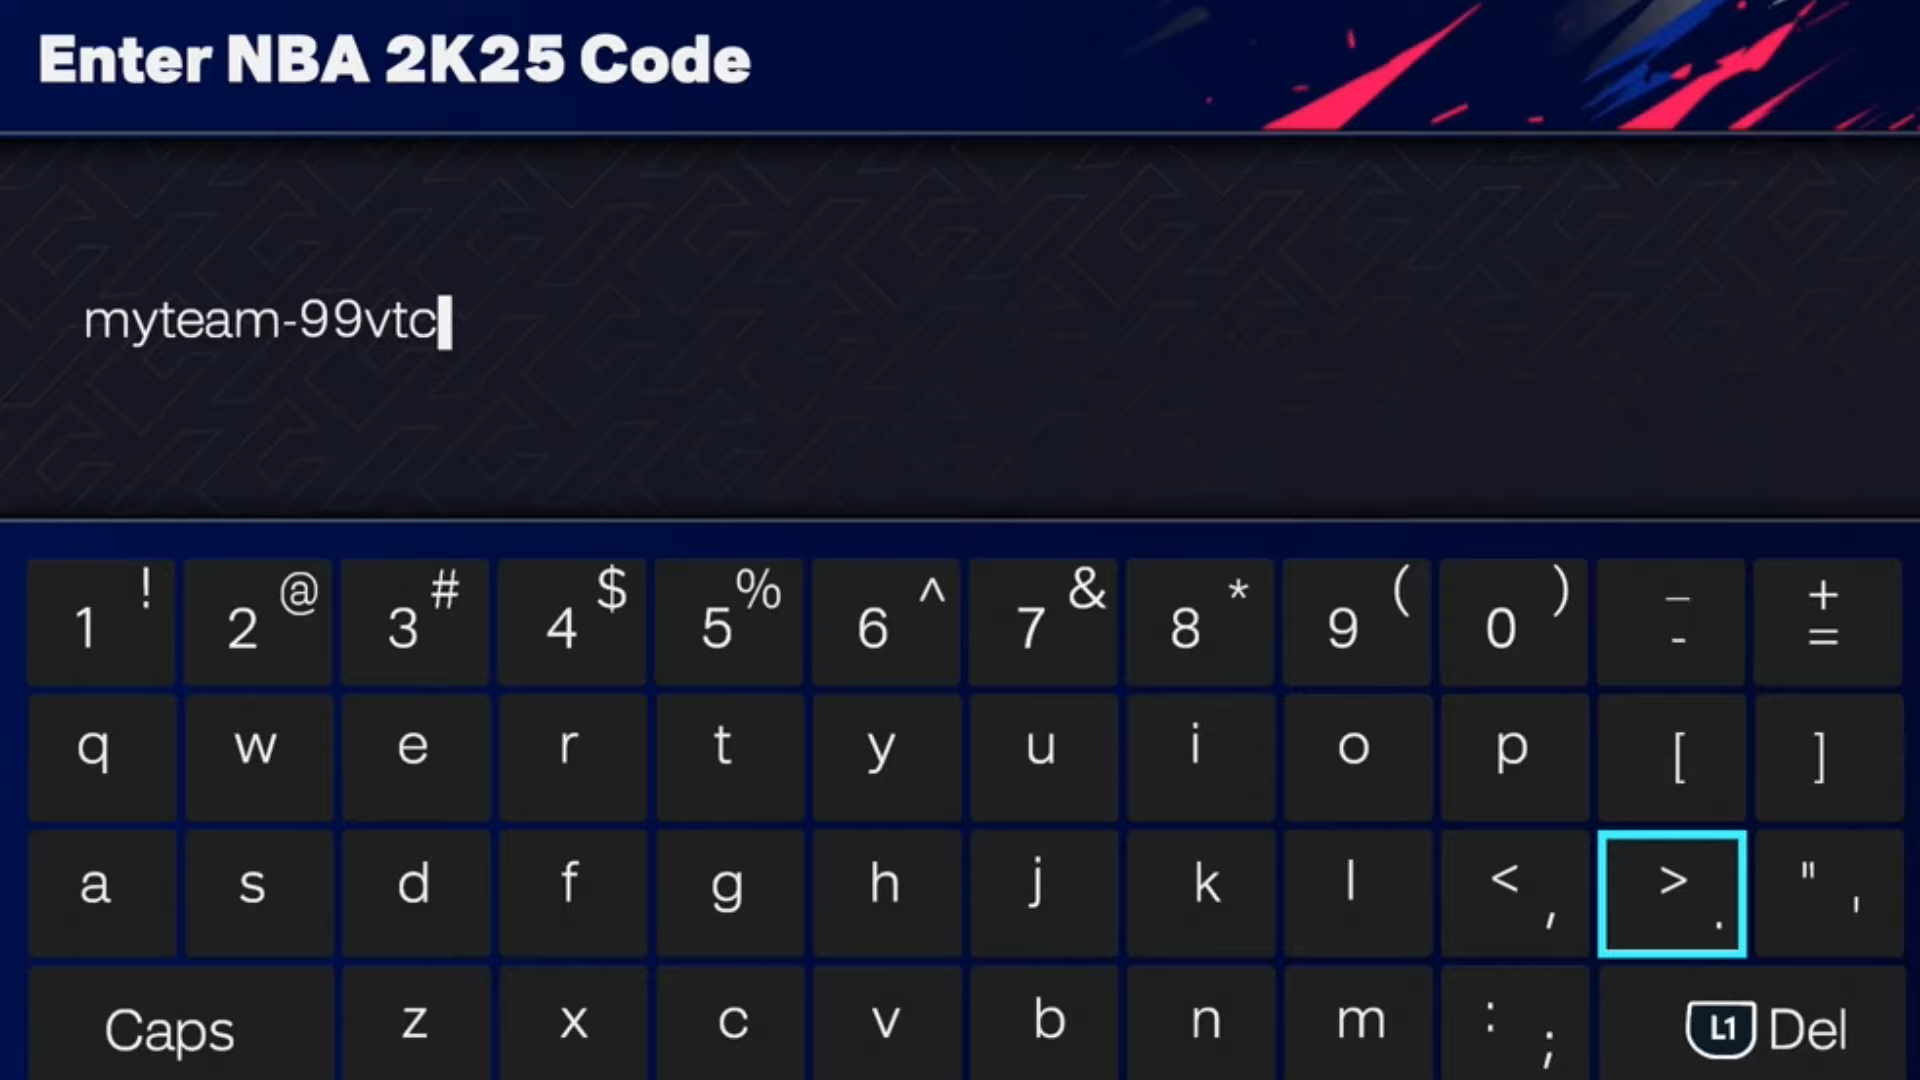 Enter NBA 2K25 Code
myteam-99vtc
1 ! 2 @ 3 # 4 $ 5 % 6 ^ 7 & 8 * 9 ( 0 ) _ - + =
q w e r t y u i o p [ ]
a s d f g h j k l < , > . " '
Caps z x c v b n m : ; L1 Del